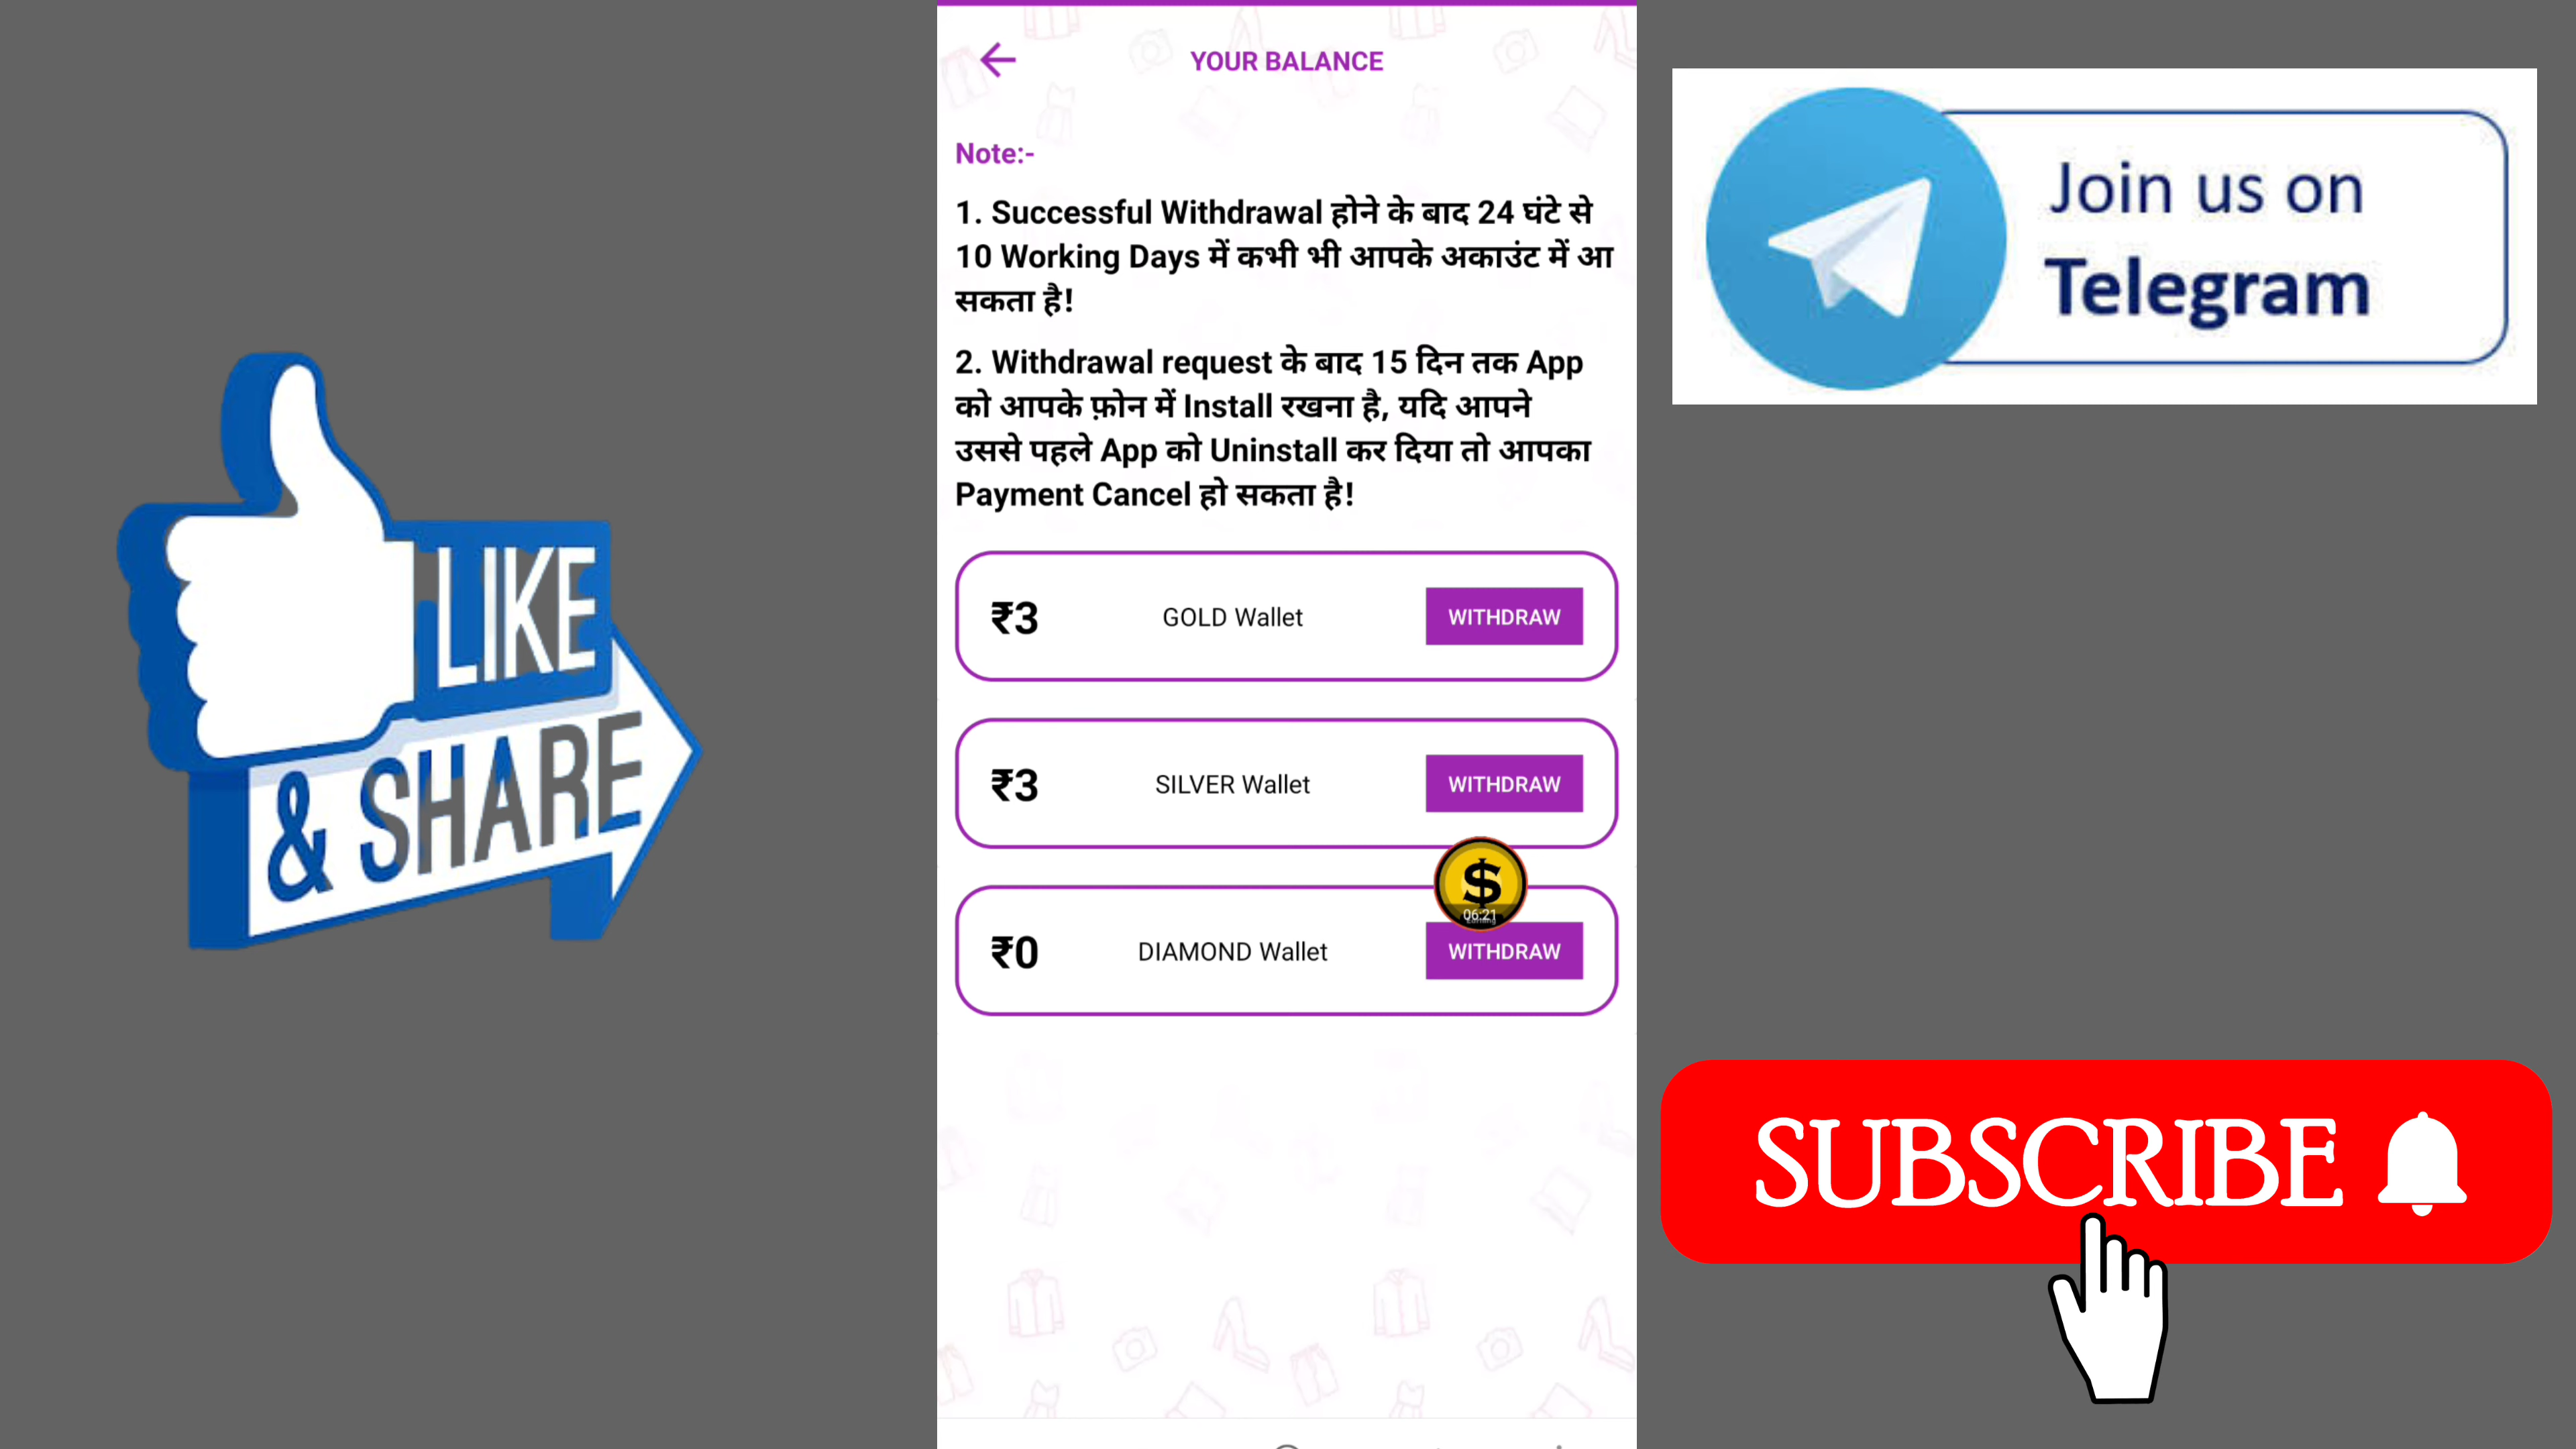 YOUR BALANCE
Note:-
1. Successful Withdrawal होने के बाद 24 घंटे से
10 Working Days में कभी भी आपके अकाउंट में आ
सकता है!
2. Withdrawal request के बाद 15 दिन तक App
को आपके फ़ोन में Install रखना है, यदि आपने
उससे पहले App को Uninstall कर दिया तो आपका
Payment Cancel हो सकता है!
₹3 GOLD Wallet WITHDRAW
₹3 SILVER Wallet WITHDRAW
$
06:21
₹0 DIAMOND Wallet WITHDRAW
LIKE
& SHARE
Join us on
Telegram
SUBSCRIBE